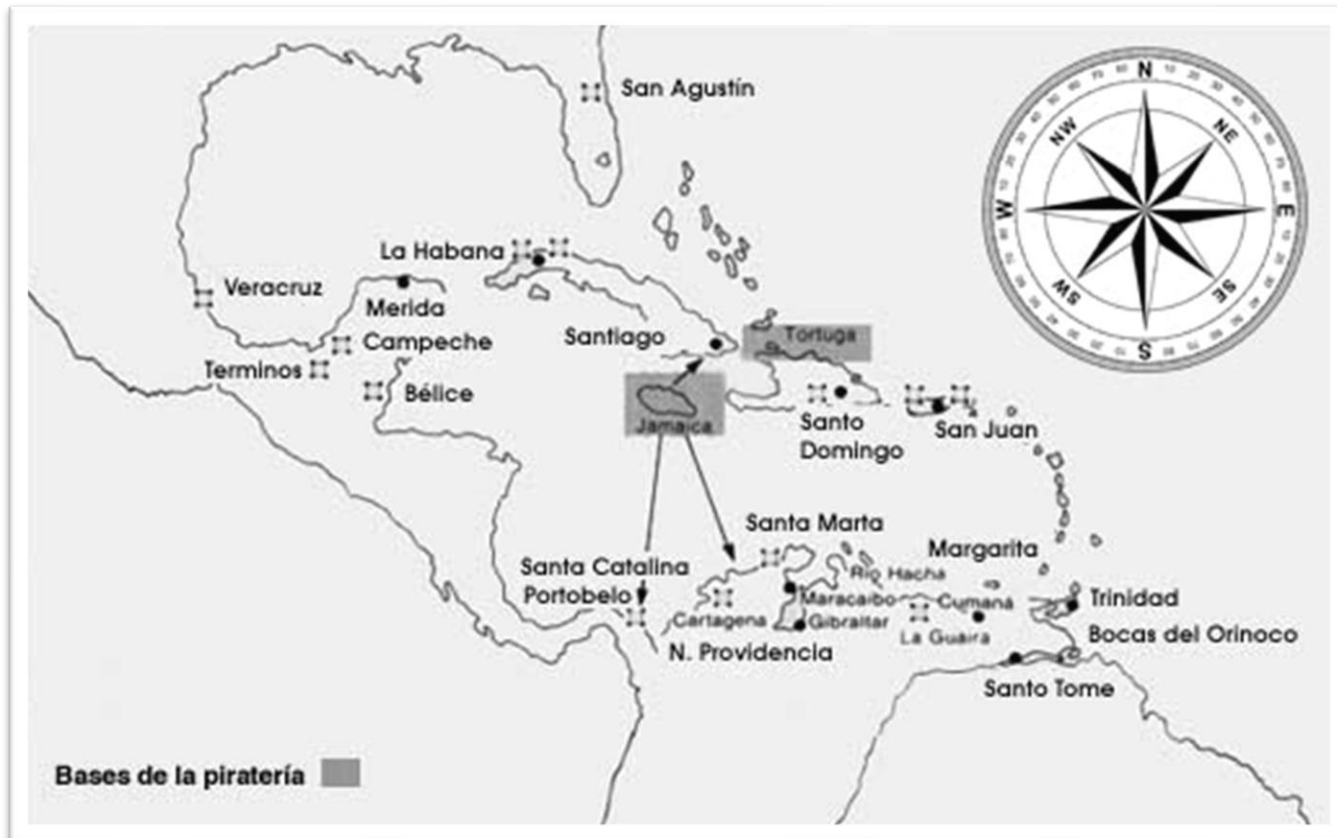 San Agustín
N
NE
E
SE
S
SW
W
NW
La Habana
Veracruz
Merida
Santiago
Tortuga
Campeche
Terminos
Bélice
Jamaica
Santo
Domingo
San Juan
Santa Marta
Margarita
Santa Catalina
Portobelo
Rio Hacha
Maracaibo
Cumaná
Trinidad
Cartagena
Gibraltar
La Guaira
Bocas del Orinoco
N. Providencia
Santo Tome
Bases de la piratería